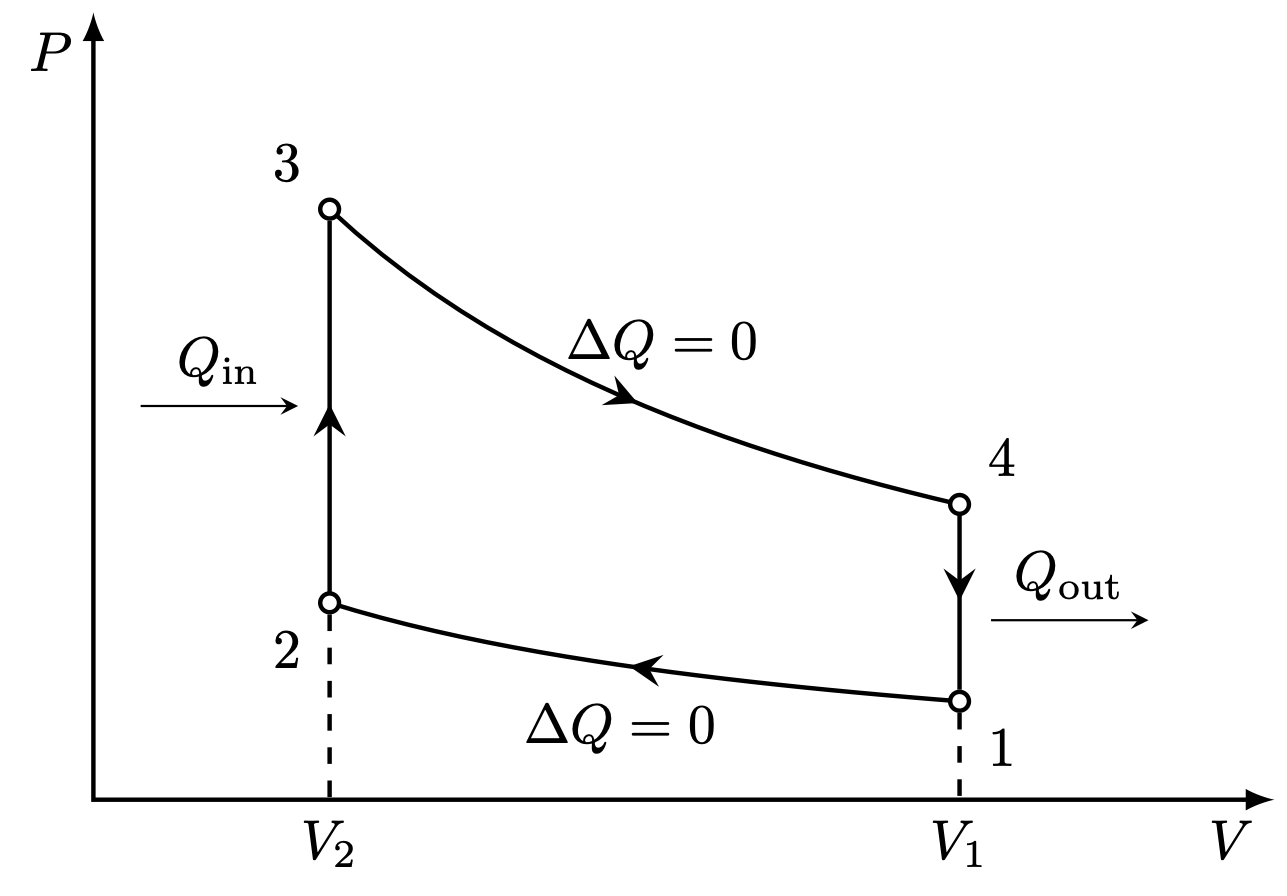 P
3
ΔQ = 0
Q_in
4
Q_out
2
ΔQ = 0
1
V_2
V_1
V